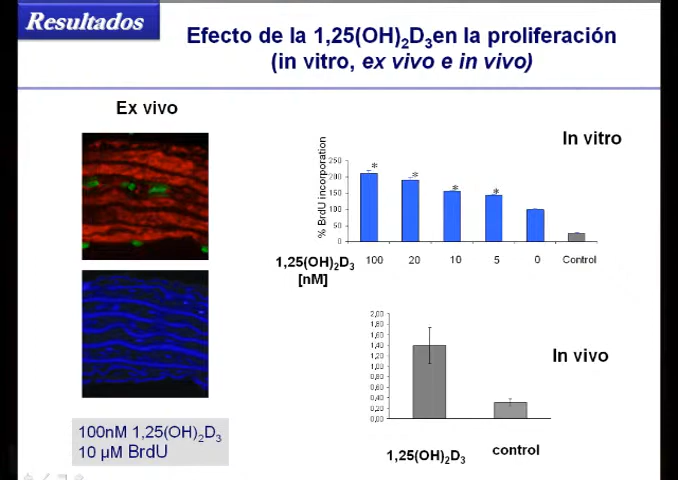 Resultados
Efecto de la 1,25(OH)₂D₃en la proliferación
(in vitro, ex vivo e in vivo)
Ex vivo
In vitro
% BrdU incorporation
250
200
150
100
50
0
* * * *
1,25(OH)₂D₃
[nM]
100 20 10 5 0 Control
2,00
1,80
1,60
1,40
1,20
1,00
0,80
0,60
0,40
0,20
0,00
In vivo
1,25(OH)₂D₃ control
100nM 1,25(OH)₂D₃
10 µM BrdU